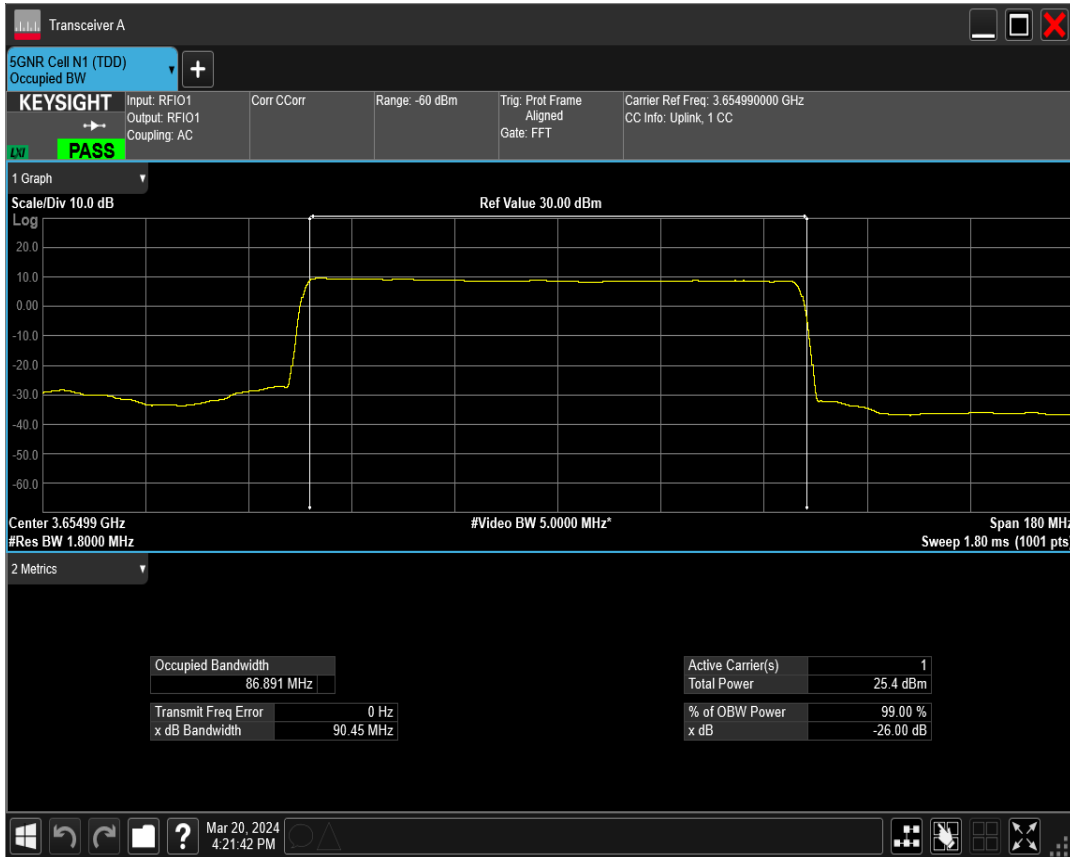 Transceiver A
5GNR Cell N1 (TDD)
Occupied BW
+
KEYSIGHT
LXI
PASS
Input: RFIO1
Output: RFIO1
Coupling: AC
Corr CCorr
Range: -60 dBm
Trig: Prot Frame
Aligned
Gate: FFT
Carrier Ref Freq: 3.654990000 GHz
CC Info: Uplink, 1 CC
1 Graph
Scale/Div 10.0 dB
Ref Value 30.00 dBm
Log
20.0
10.0
0.00
-10.0
-20.0
-30.0
-40.0
-50.0
-60.0
Center 3.65499 GHz
#Video BW 5.0000 MHz*
Span 180 MHz
#Res BW 1.8000 MHz
Sweep 1.80 ms (1001 pts)
2 Metrics
Occupied Bandwidth
86.891 MHz
Transmit Freq Error 0 Hz
x dB Bandwidth 90.45 MHz
Active Carrier(s) 1
Total Power 25.4 dBm
% of OBW Power 99.00 %
x dB -26.00 dB
?
Mar 20, 2024
4:21:42 PM